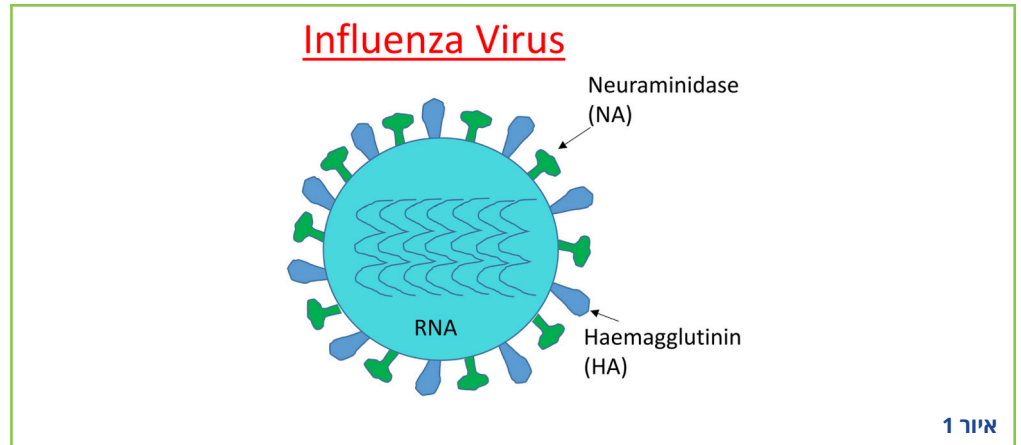 Influenza Virus
Neuraminidase
(NA)
RNA
Haemagglutinin
(HA)
איור 1